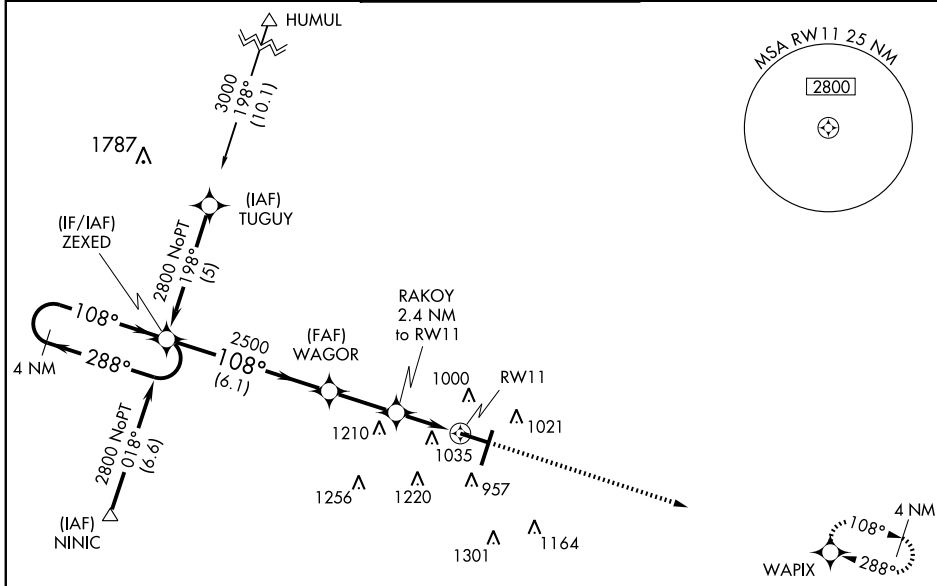 HUMUL
3000
198°
(10.1)
MSA RW11 25 NM
2800
1787
(IAF)
TUGUY
(IF/IAF)
ZEXED
2800 NoPT
198°
(5)
RAKOY
2.4 NM
to RW11
108°
288°
4 NM
2500
108°
(6.1)
(FAF)
WAGOR
1000
RW11
1021
1210
1035
2800 NoPT
018°
(6.6)
1256
1220
957
(IAF)
NINIC
1301
1164
4 NM
108°
288°
WAPIX